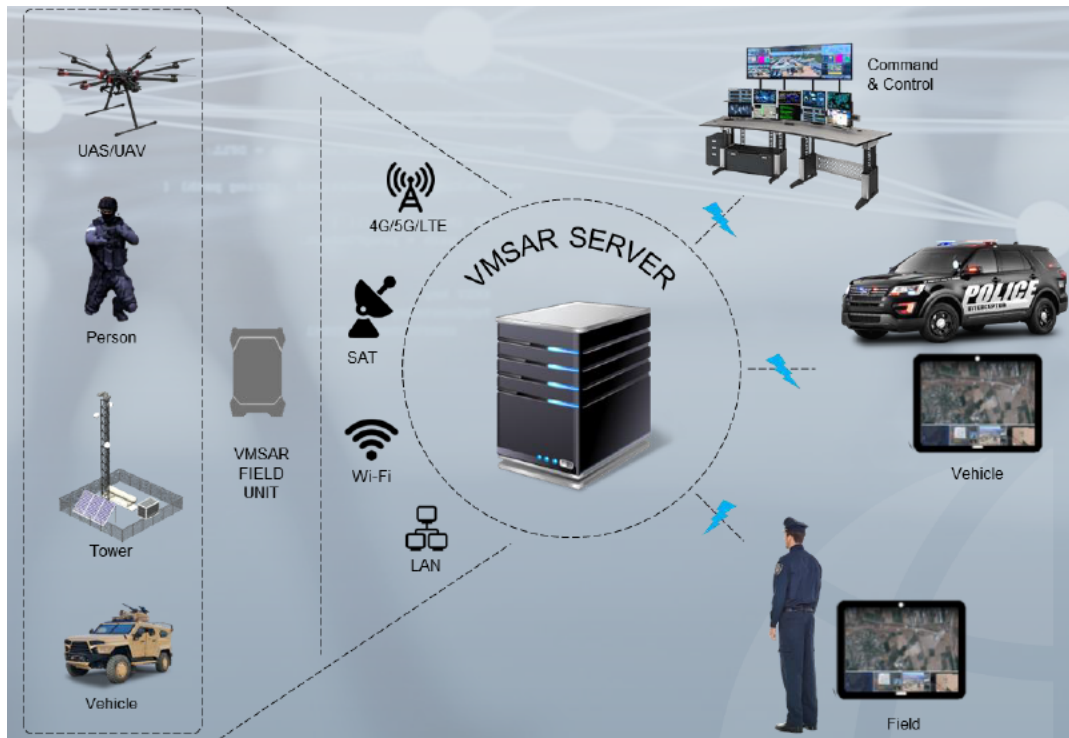 UAS/UAV
Person
Tower
Vehicle
VMSAR
FIELD
UNIT
4G/5G/LTE
SAT
Wi-Fi
LAN
VMSAR SERVER
Command
& Control
POLICE
Vehicle
Field